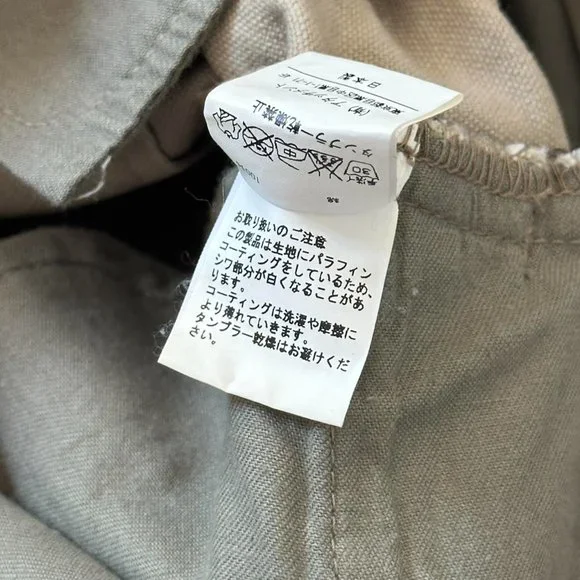 お取り扱いのご注意
この製品は生地にパラフィン
コーティングをしているため、
シワ部分が白くなることがあ
ります。
コーティングは洗濯や摩擦に
より薄れていきます。
タンブラー乾燥はお避けくだ
さい。
タンブラー乾燥禁止
30
日本製